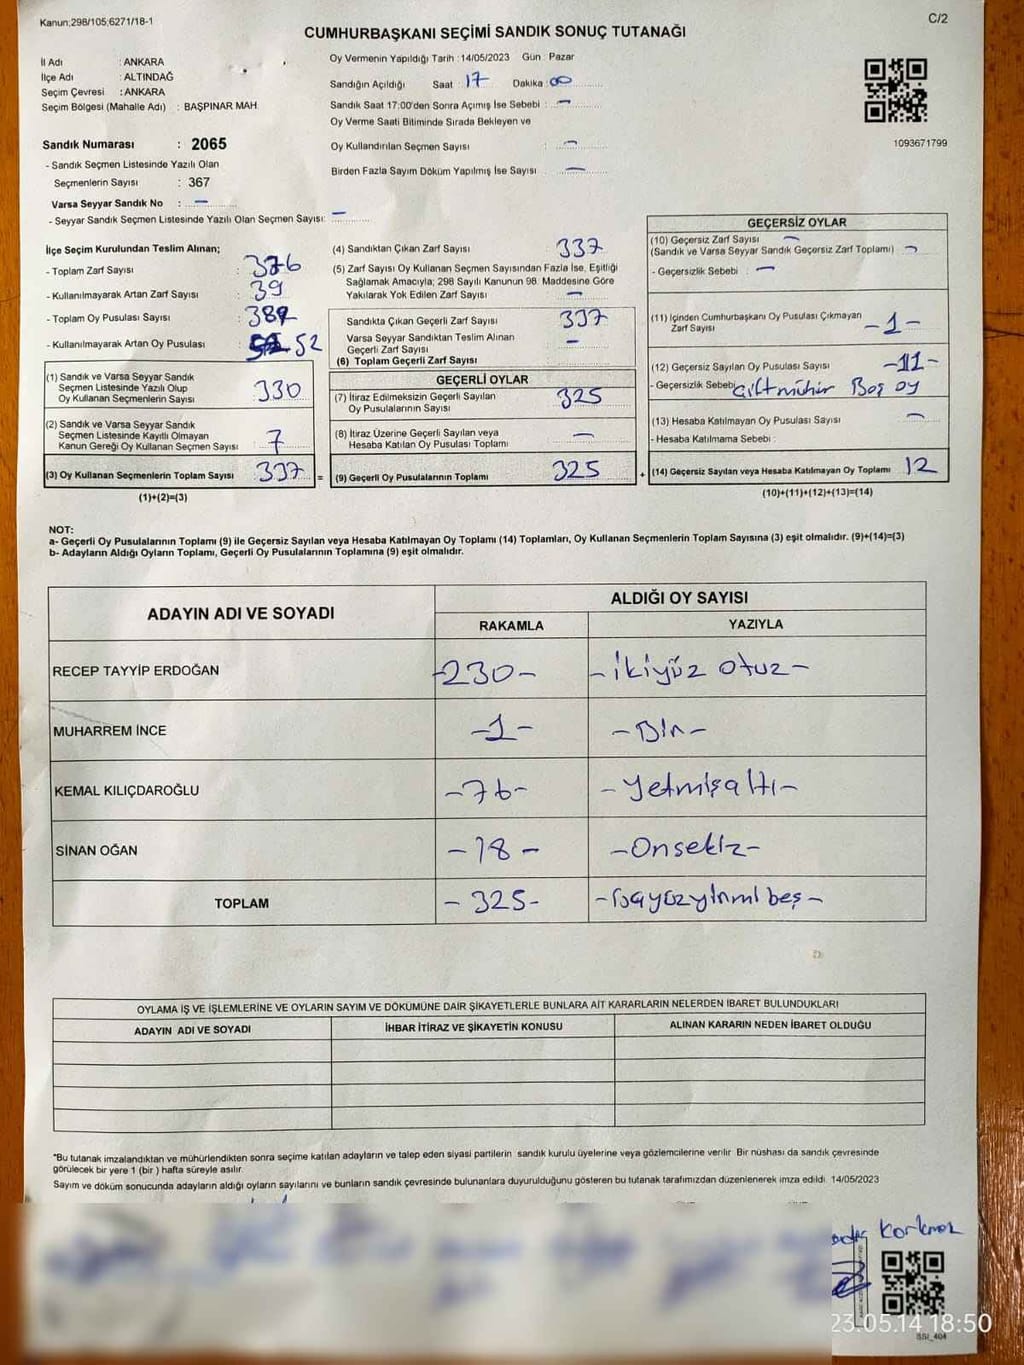 Kanun;298/105;6271/18-1
C/2
CUMHURBAŞKANI SEÇİMİ SANDIK SONUÇ TUTANAĞI
İl Adı : ANKARA
İlçe Adı : ALTINDAĞ
Seçim Çevresi : ANKARA
Seçim Bölgesi (Mahalle Adı) : BAŞPINAR MAH.
Sandık Numarası : 2065
- Sandık Seçmen Listesinde Yazılı Olan
Seçmenlerin Sayısı : 367
Varsa Seyyar Sandık No : -
- Seyyar Sandık Seçmen Listesinde Yazılı Olan Seçmen Sayısı: -
Oy Vermenin Yapıldığı Tarih : 14/05/2023 Gün : Pazar
Sandığın Açıldığı Saat : 17 Dakika : 00
Sandık Saat 17:00'den Sonra Açımış İse Sebebi : -
Oy Verme Saati Bitiminde Sırada Bekleyen ve
Oy Kullandırılan Seçmen Sayısı : -
Birden Fazla Sayım Döküm Yapılmış İse Sayısı : -
1093671799
İlçe Seçim Kurulundan Teslim Alınan;
- Toplam Zarf Sayısı : 376
- Kullanılmayarak Artan Zarf Sayısı : 39
- Toplam Oy Pusulası Sayısı :
- Kullanılmayarak Artan Oy Pusulası : 52
(1) Sandık ve Varsa Seyyar Sandık
Seçmen Listesinde Yazılı Olup
Oy Kullanan Seçmenlerin Sayısı : 330
(2) Sandık ve Varsa Seyyar Sandık
Seçmen Listesinde Kayıtlı Olmayan
Kanun Gereği Oy Kullanan Seçmen Sayısı : 7
(3) Oy Kullanan Seçmenlerin Toplam Sayısı : 337 =
(1)+(2)=(3)
(4) Sandıktan Çıkan Zarf Sayısı : 337
(5) Zarf Sayısı Oy Kullanan Seçmen Sayısından Fazla İse, Eşitliği
Sağlamak Amacıyla; 298 Sayılı Kanunun 98. Maddesine Göre
Yakılarak Yok Edilen Zarf Sayısı : -
Sandıkta Çıkan Geçerli Zarf Sayısı : 337
Varsa Seyyar Sandıktan Teslim Alınan
Geçerli Zarf Sayısı : -
(6) Toplam Geçerli Zarf Sayısı :
GEÇERLİ OYLAR
(7) İtiraz Edilmeksizin Geçerli Sayılan
Oy Pusulalarının Sayısı : 325
(8) İtiraz Üzerine Geçerli Sayılan veya
Hesaba Katılan Oy Pusulası Toplamı : -
(9) Geçerli Oy Pusulalarının Toplamı : 325 +
GEÇERSİZ OYLAR
(10) Geçersiz Zarf Sayısı
(Sandık ve Varsa Seyyar Sandık Geçersiz Zarf Toplamı) : -
- Geçersizlik Sebebi : -
(11) İçinden Cumhurbaşkanı Oy Pusulası Çıkmayan
Zarf Sayısı : -1-
(12) Geçersiz Sayılan Oy Pusulası Sayısı : -11-
- Geçersizlik Sebebi : Çift mühür Boş oy
(13) Hesaba Katılmayan Oy Pusulası Sayısı : -
- Hesaba Katılmama Sebebi :
(14) Geçersiz Sayılan veya Hesaba Katılmayan Oy Toplamı : 12
(10)+(11)+(12)+(13)=(14)
NOT:
a- Geçerli Oy Pusulalarının Toplamı (9) ile Geçersiz Sayılan veya Hesaba Katılmayan Oy Toplamı (14) Toplamları, Oy Kullanan Seçmenlerin Toplam Sayısına (3) eşit olmalıdır. (9)+(14)=(3)
b- Adayların Aldığı Oyların Toplamı, Geçerli Oy Pusulalarının Toplamına (9) eşit olmalıdır.
ADAYIN ADI VE SOYADI
ALDIĞI OY SAYISI
RAKAMLA YAZIYLA
RECEP TAYYİP ERDOĞAN -230- -ikiyüz otuz-
MUHARREM İNCE -1- -Bir-
KEMAL KILIÇDAROĞLU -76- -Yetmişaltı-
SİNAN OĞAN -18- -Onsekiz-
TOPLAM -325-
OYLAMA İŞ VE İŞLEMLERİNE VE OYLARIN SAYIM VE DÖKÜMÜNE DAİR ŞİKAYETLERLE BUNLARA AİT KARARLARIN NELERDEN İBARET BULUNDUKLARI
ADAYIN ADI VE SOYADI İHBAR İTİRAZ VE ŞİKAYETİN KONUSU ALINAN KARARIN NEDEN İBARET OLDUĞU
*Bu tutanak imzalandıktan ve mühürlendikten sonra seçime katılan adayların ve talep eden siyasi partilerin sandık kurulu üyelerine veya gözlemcilerine verilir Bir nüshası da sandık çevresinde
görülecek bir yere 1 (bir ) hafta süreyle asılır.
Sayım ve döküm sonucunda adayların aldığı oyların sayılarını ve bunların sandık çevresinde bulunanlara duyurulduğunu gösteren bu tutanak tarafımızdan düzenlenerek imza edildi. 14/05/2023
Korkmaz
23.05.14 18:50